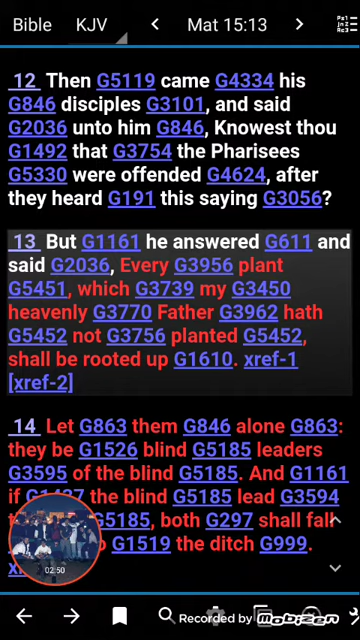 Bible KJV Mat 15:13
12 Then G5119 came G4334 his
G846 disciples G3101, and said
G2036 unto him G846, Knowest thou
G1492 that G3754 the Pharisees
G5330 were offended G4624, after
they heard G191 this saying G3056?
13 But G1161 he answered G611 and
said G2036, Every G3956 plant
G5451, which G3739 my G3450
heavenly G3770 Father G3962 hath
G5452 not G3756 planted G5452,
shall be rooted up G1610. xref-1
[xref-2]
14 Let G863 them G846 alone G863:
they be G1526 blind G5185 leaders
G3595 of the blind G5185. And G1161
if the blind G5185 lead G3594
G5185, both G297 shall fall
G1519 the ditch G999.
02:50
Recorded by mobizen